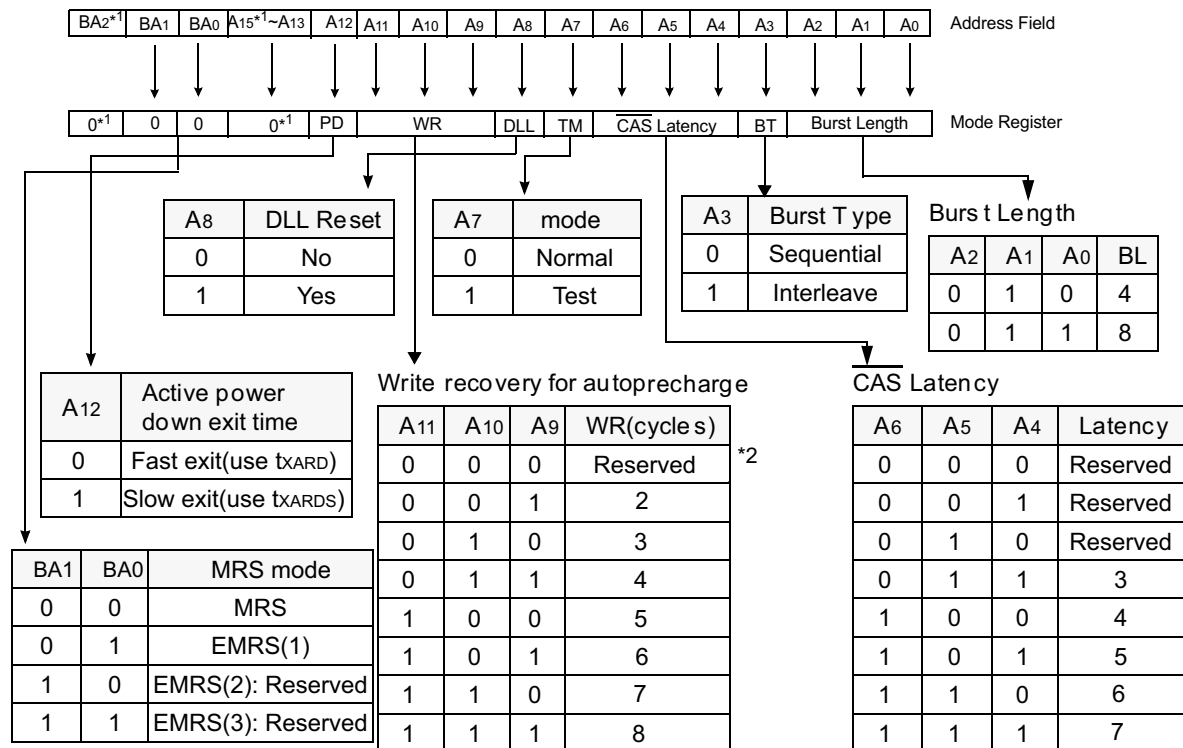 BA2*1 BA1 BA0 A15*1~A13 A12 A11 A10 A9 A8 A7 A6 A5 A4 A3 A2 A1 A0 Address Field
0*1 0 0 0*1 PD WR DLL TM CAS Latency BT Burst Length Mode Register
A8 DLL Reset
0 No
1 Yes
A7 mode
0 Normal
1 Test
A3 Burst Type
0 Sequential
1 Interleave
Burst Length
A2 A1 A0 BL
0 1 0 4
0 1 1 8
A12 Active power
down exit time
0 Fast exit(use tXARD)
1 Slow exit(use tXARDS)
BA1 BA0 MRS mode
0 0 MRS
0 1 EMRS(1)
1 0 EMRS(2): Reserved
1 1 EMRS(3): Reserved
Write recovery for autoprecharge
A11 A10 A9 WR(cycles)
0 0 0 Reserved *2
0 0 1 2
0 1 0 3
0 1 1 4
1 0 0 5
1 0 1 6
1 1 0 7
1 1 1 8
CAS Latency
A6 A5 A4 Latency
0 0 0 Reserved
0 0 1 Reserved
0 1 0 Reserved
0 1 1 3
1 0 0 4
1 0 1 5
1 1 0 6
1 1 1 7